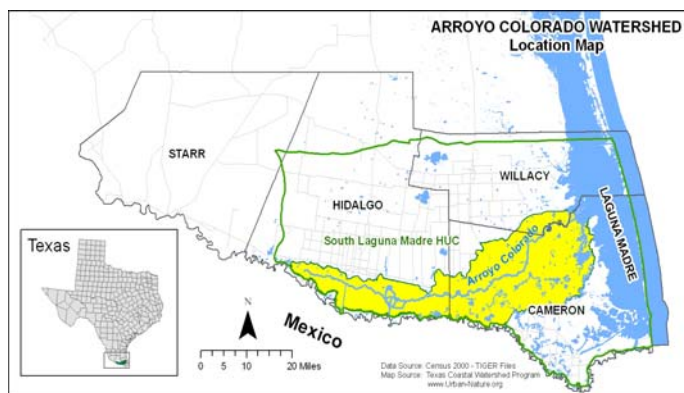 ARROYO COLORADO WATERSHED
Location Map
STARR
WILLACY
HIDALGO
LAGUNA MADRE
South Laguna Madre HUC
Arroyo Colorado
Texas
CAMERON
N
Mexico
0 5 10 20 Miles
Data Source: Census 2000 - TIGER Files
Map Source: Texas Coastal Watershed Program
www.Urban-Nature.org